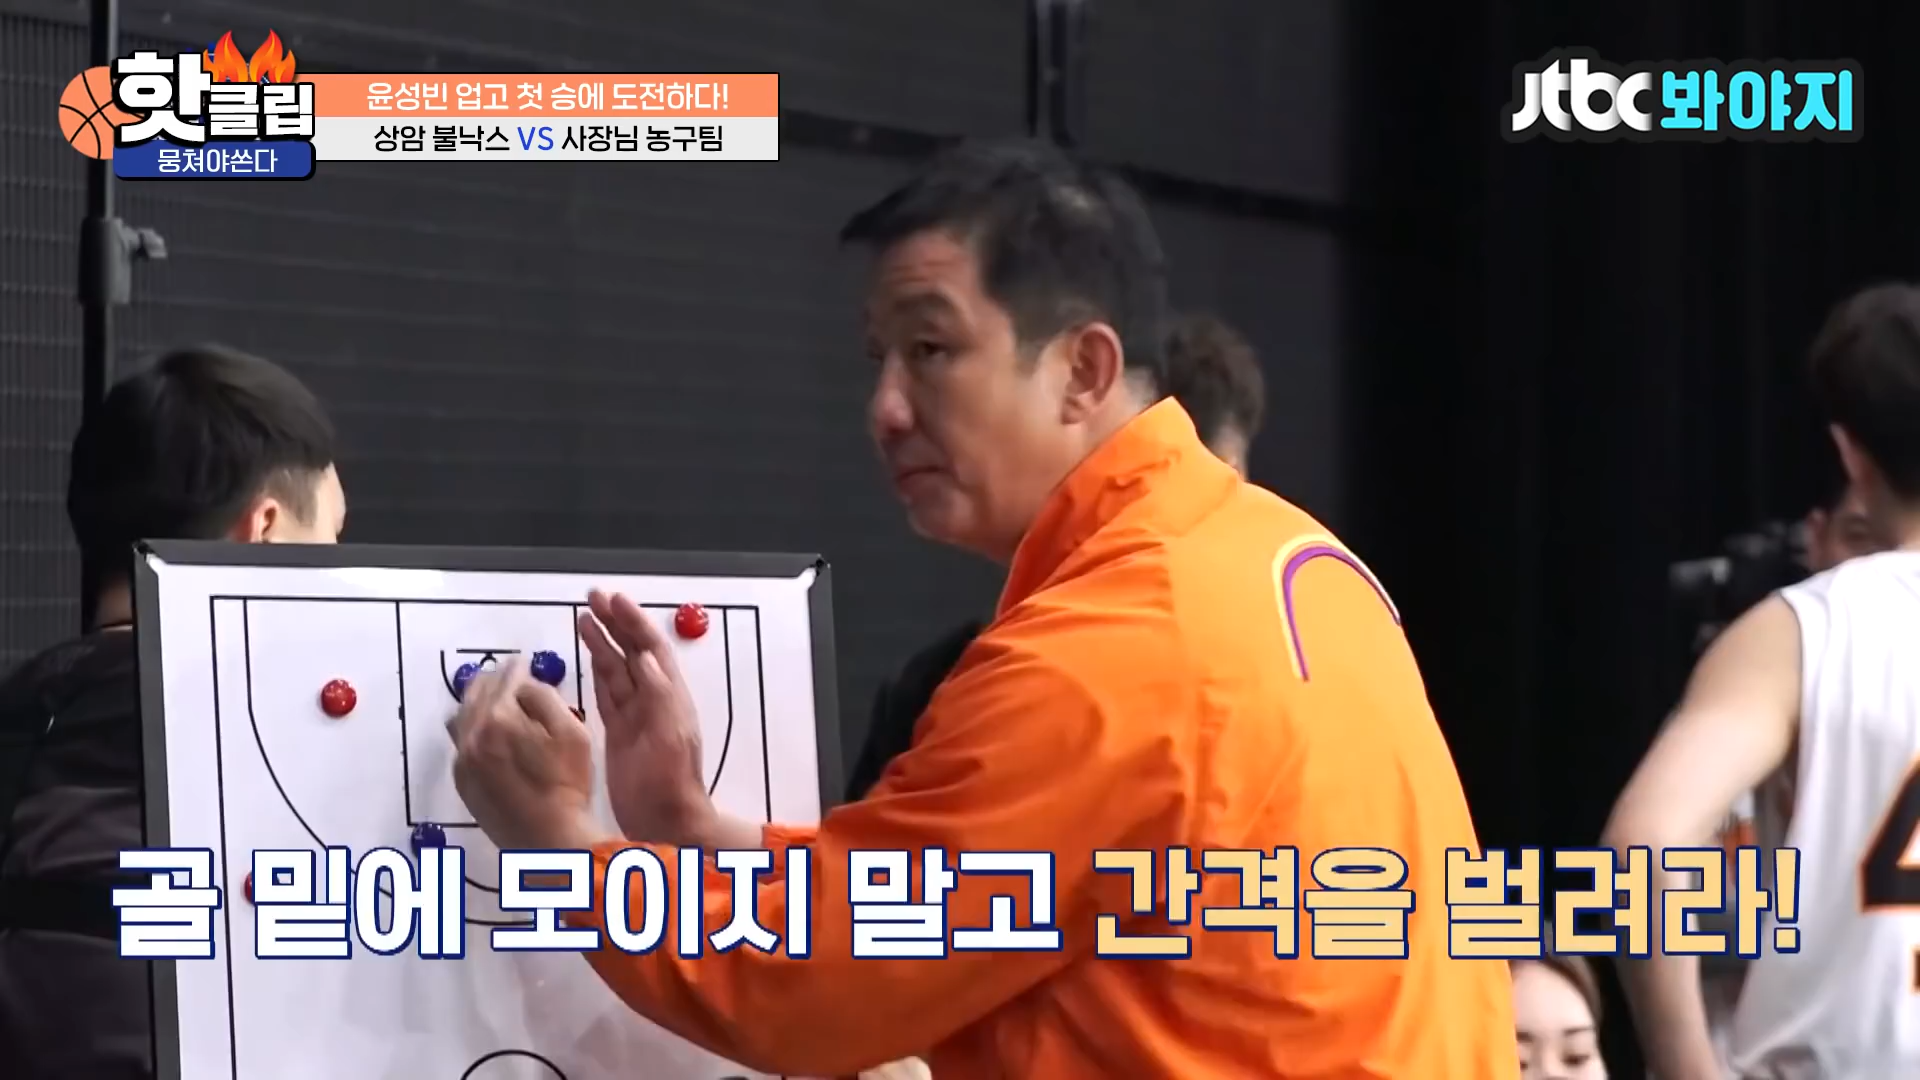 핫클립
뭉쳐야쏜다
윤성빈 업고 첫 승에 도전하다!
상암 불낙스 VS 사장님 농구팀
jtbc 봐야지
4
골 밑에 모이지 말고 간격을 벌려라!